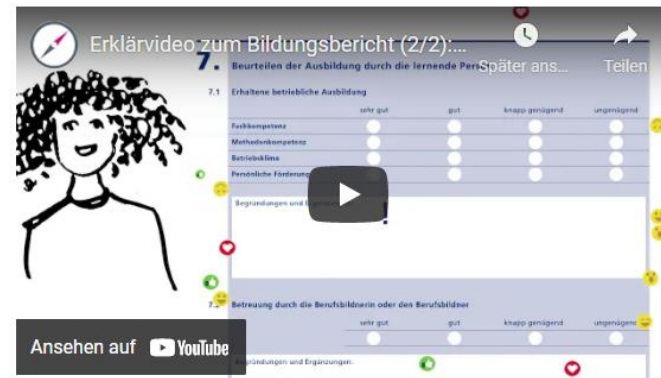 Erklärvideo zum Bildungsbericht (2/2):...
Später ans...
Teilen
7. Beurteilen der Ausbildung durch die lernende Pers
7.1 Erhaltene betriebliche Ausbildung
sehr gut gut knapp genügend ungenügend
Fachkompetenz
Methodenkompetenz
Betriebsklima
Persönliche Förderung
Begründungen und
!
Betreuung durch die Berufsbildnerin oder den Berufsbildner
sehr gut gut knapp genügend ungenügend
Begründungen und Ergänzungen:
Ansehen auf YouTube